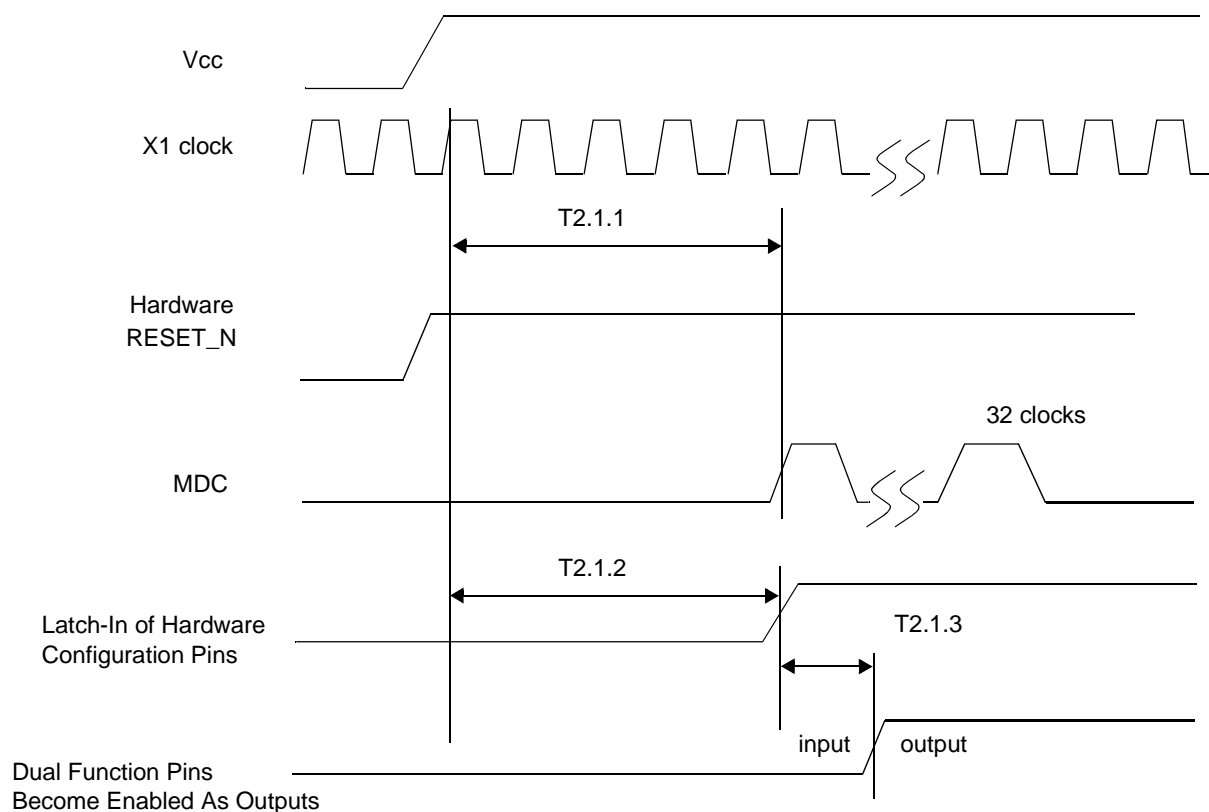 Vcc
X1 clock
T2.1.1
Hardware
RESET_N
32 clocks
MDC
T2.1.2
Latch-In of Hardware
Configuration Pins
T2.1.3
input
output
Dual Function Pins
Become Enabled As Outputs